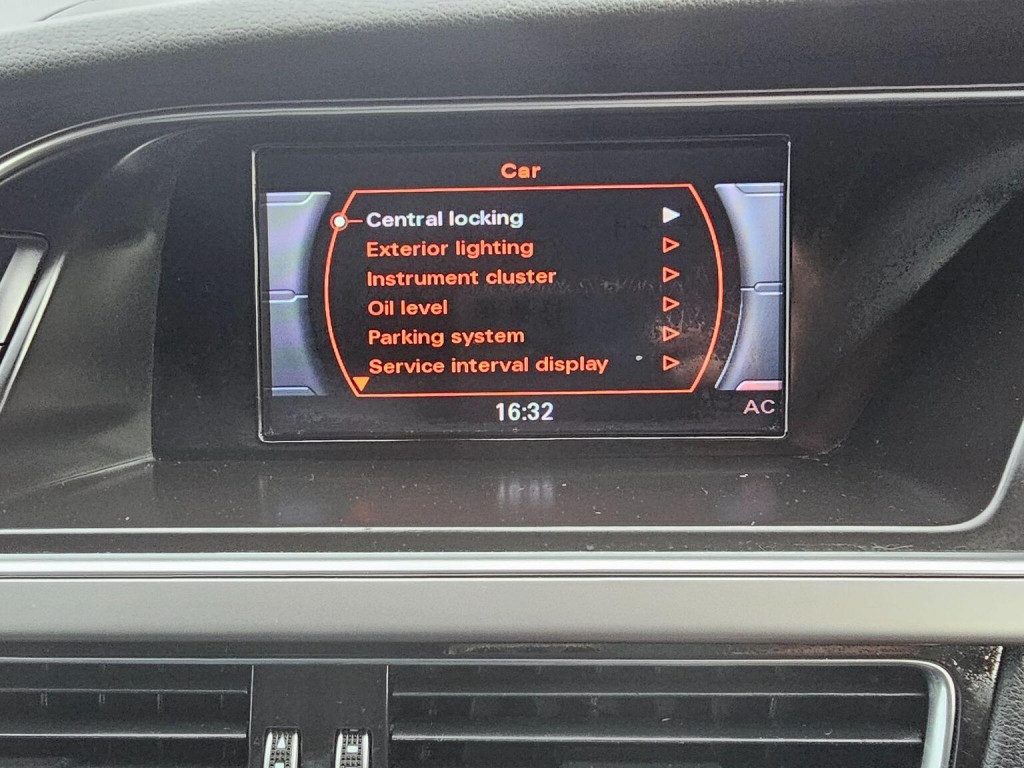 Car
Central locking
Exterior lighting
Instrument cluster
Oil level
Parking system
Service interval display
16:32
AC